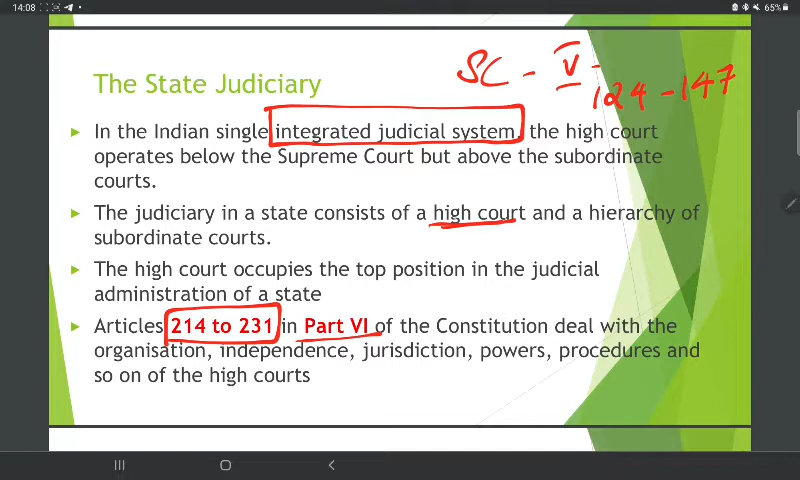 14:08
65%
SC - V -
124-147
The State Judiciary
In the Indian single integrated judicial system, the high court
operates below the Supreme Court but above the subordinate
courts.
The judiciary in a state consists of a high court and a hierarchy of
subordinate courts.
The high court occupies the top position in the judicial
administration of a state
Articles 214 to 231 in Part VI of the Constitution deal with the
organisation, independence, jurisdiction, powers, procedures and
so on of the high courts